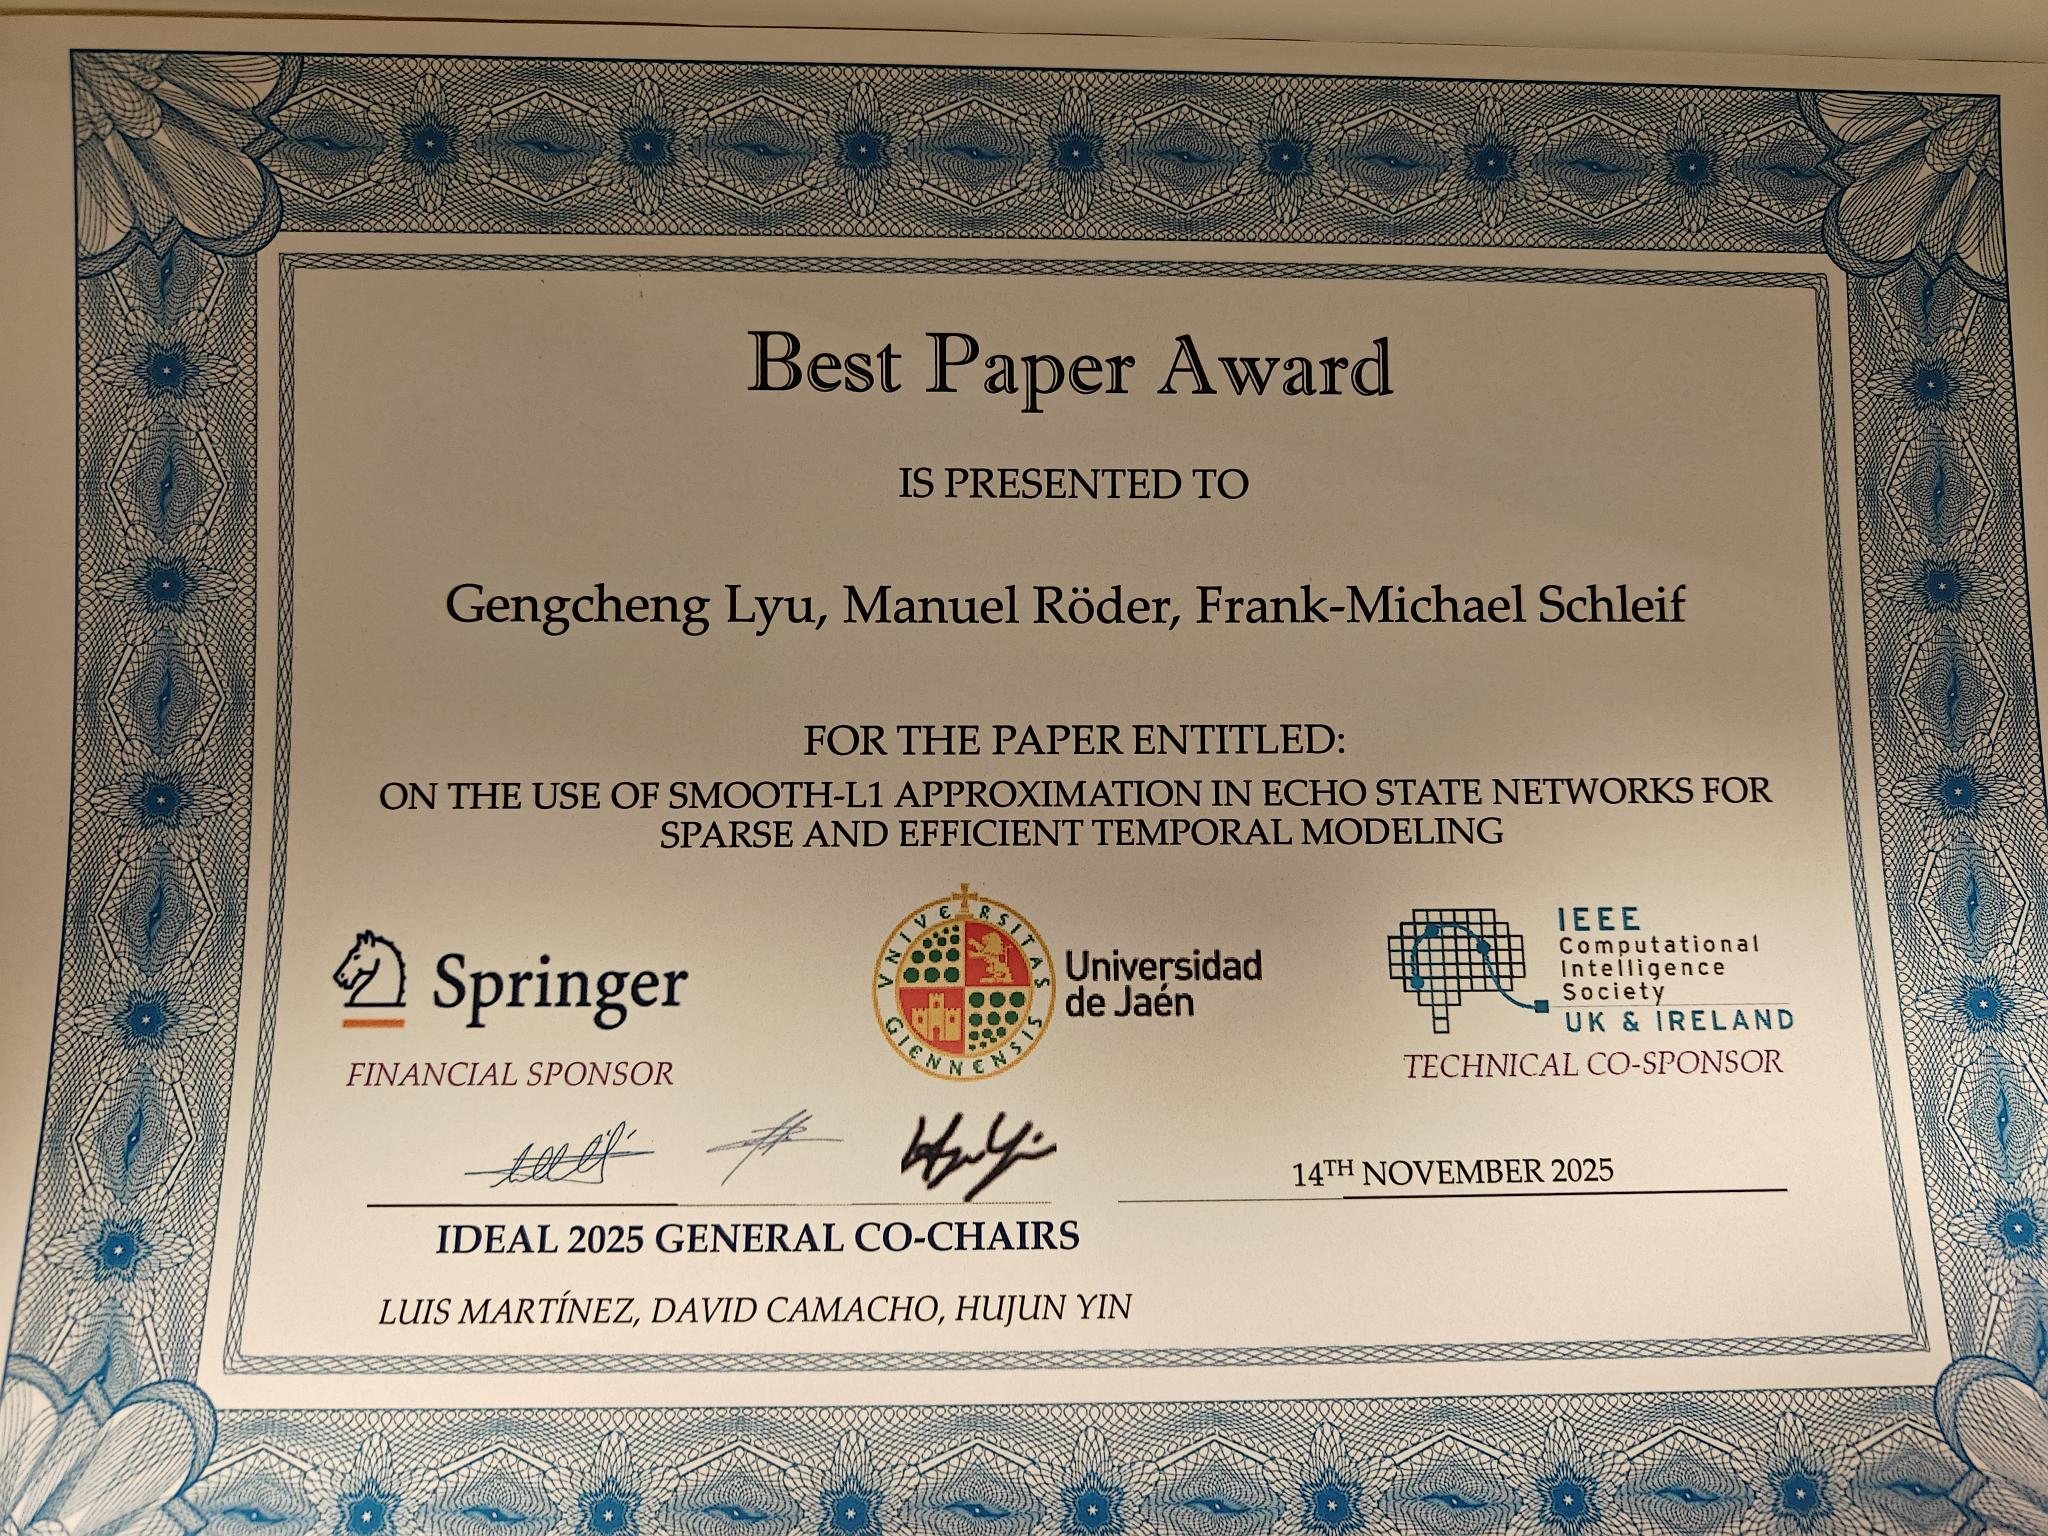 Best Paper Award
IS PRESENTED TO
Gengcheng Lyu, Manuel Röder, Frank-Michael Schleif
FOR THE PAPER ENTITLED:
ON THE USE OF SMOOTH-L1 APPROXIMATION IN ECHO STATE NETWORKS FOR
SPARSE AND EFFICIENT TEMPORAL MODELING
Springer
FINANCIAL SPONSOR
VNIVERSITAS
GIENNENSIS
Universidad
de Jaén
IEEE
Computational
Intelligence
Society
UK & IRELAND
TECHNICAL CO-SPONSOR
14TH NOVEMBER 2025
IDEAL 2025 GENERAL CO-CHAIRS
LUIS MARTÍNEZ, DAVID CAMACHO, HUJUN YIN